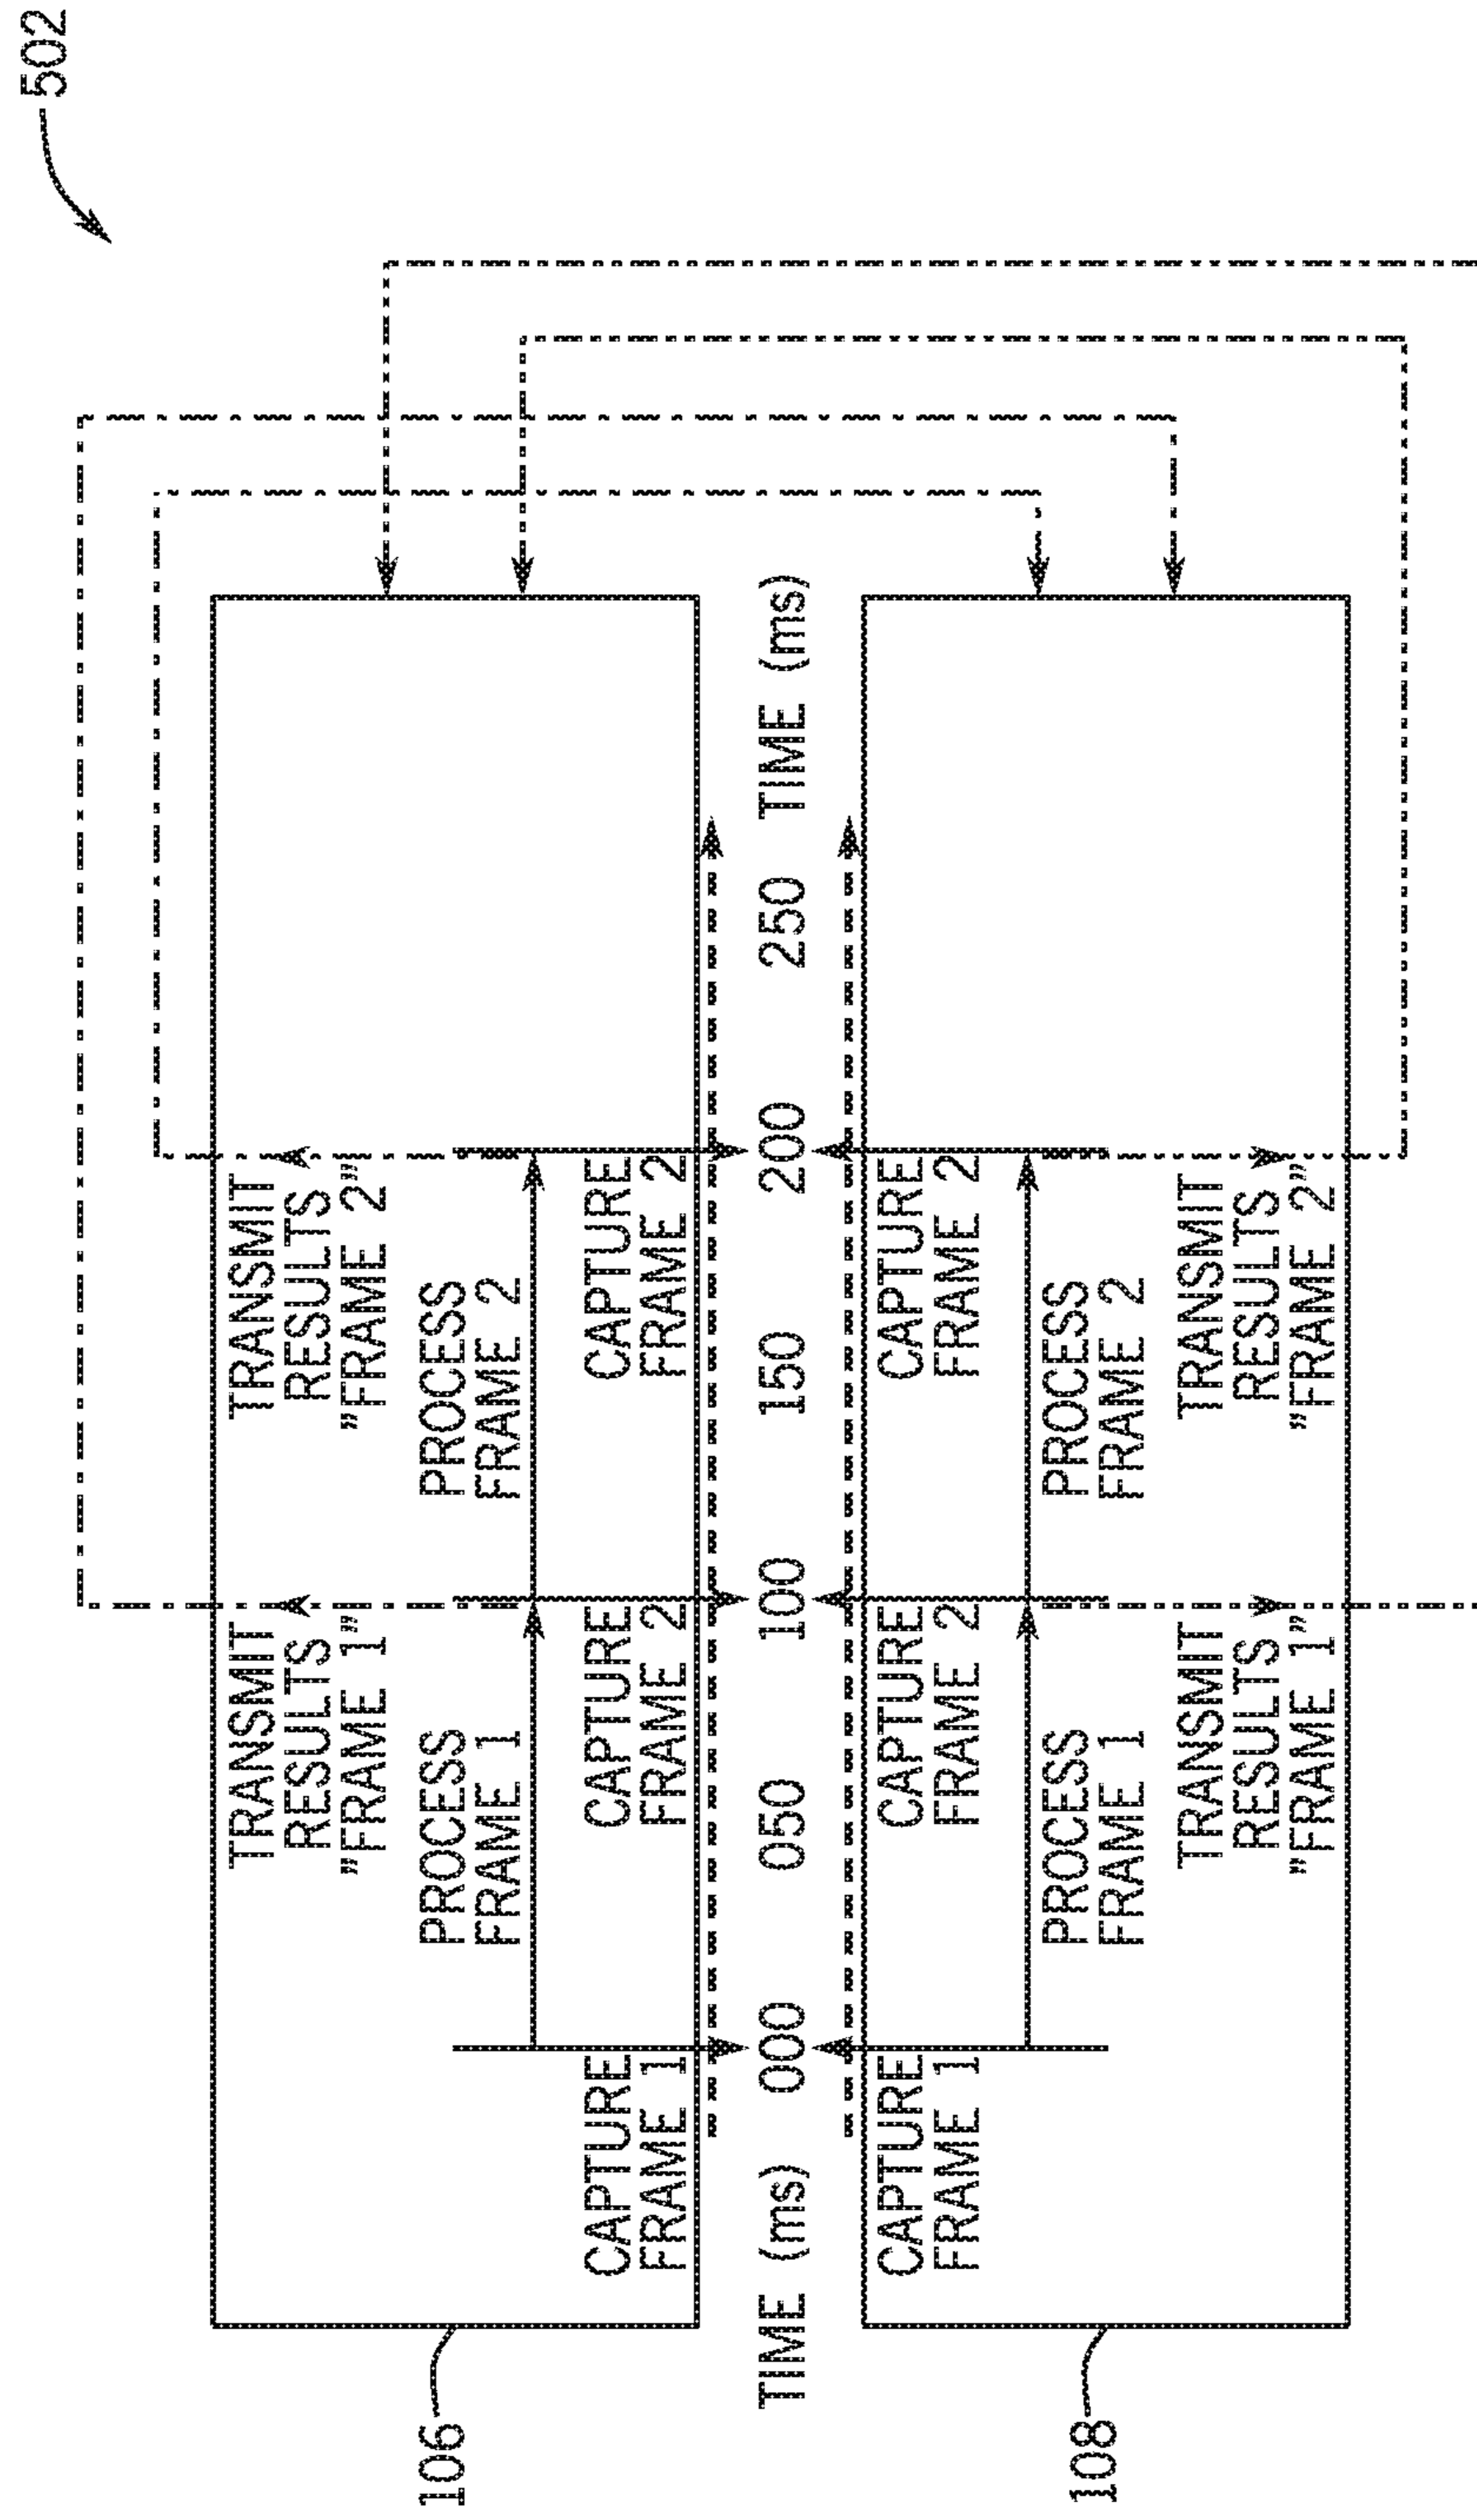 502
106
TRANSMIT
RESULTS
"FRAME 1"
TRANSMIT
RESULTS
"FRAME 2"
PROCESS
FRAME 1
PROCESS
FRAME 2
CAPTURE
FRAME 1
CAPTURE
FRAME 2
CAPTURE
FRAME 2
TIME (ms) 000 050 100 150 200 250 TIME (ms)
108
CAPTURE
FRAME 1
CAPTURE
FRAME 2
CAPTURE
FRAME 2
PROCESS
FRAME 1
PROCESS
FRAME 2
TRANSMIT
RESULTS
"FRAME 1"
TRANSMIT
RESULTS
"FRAME 2"